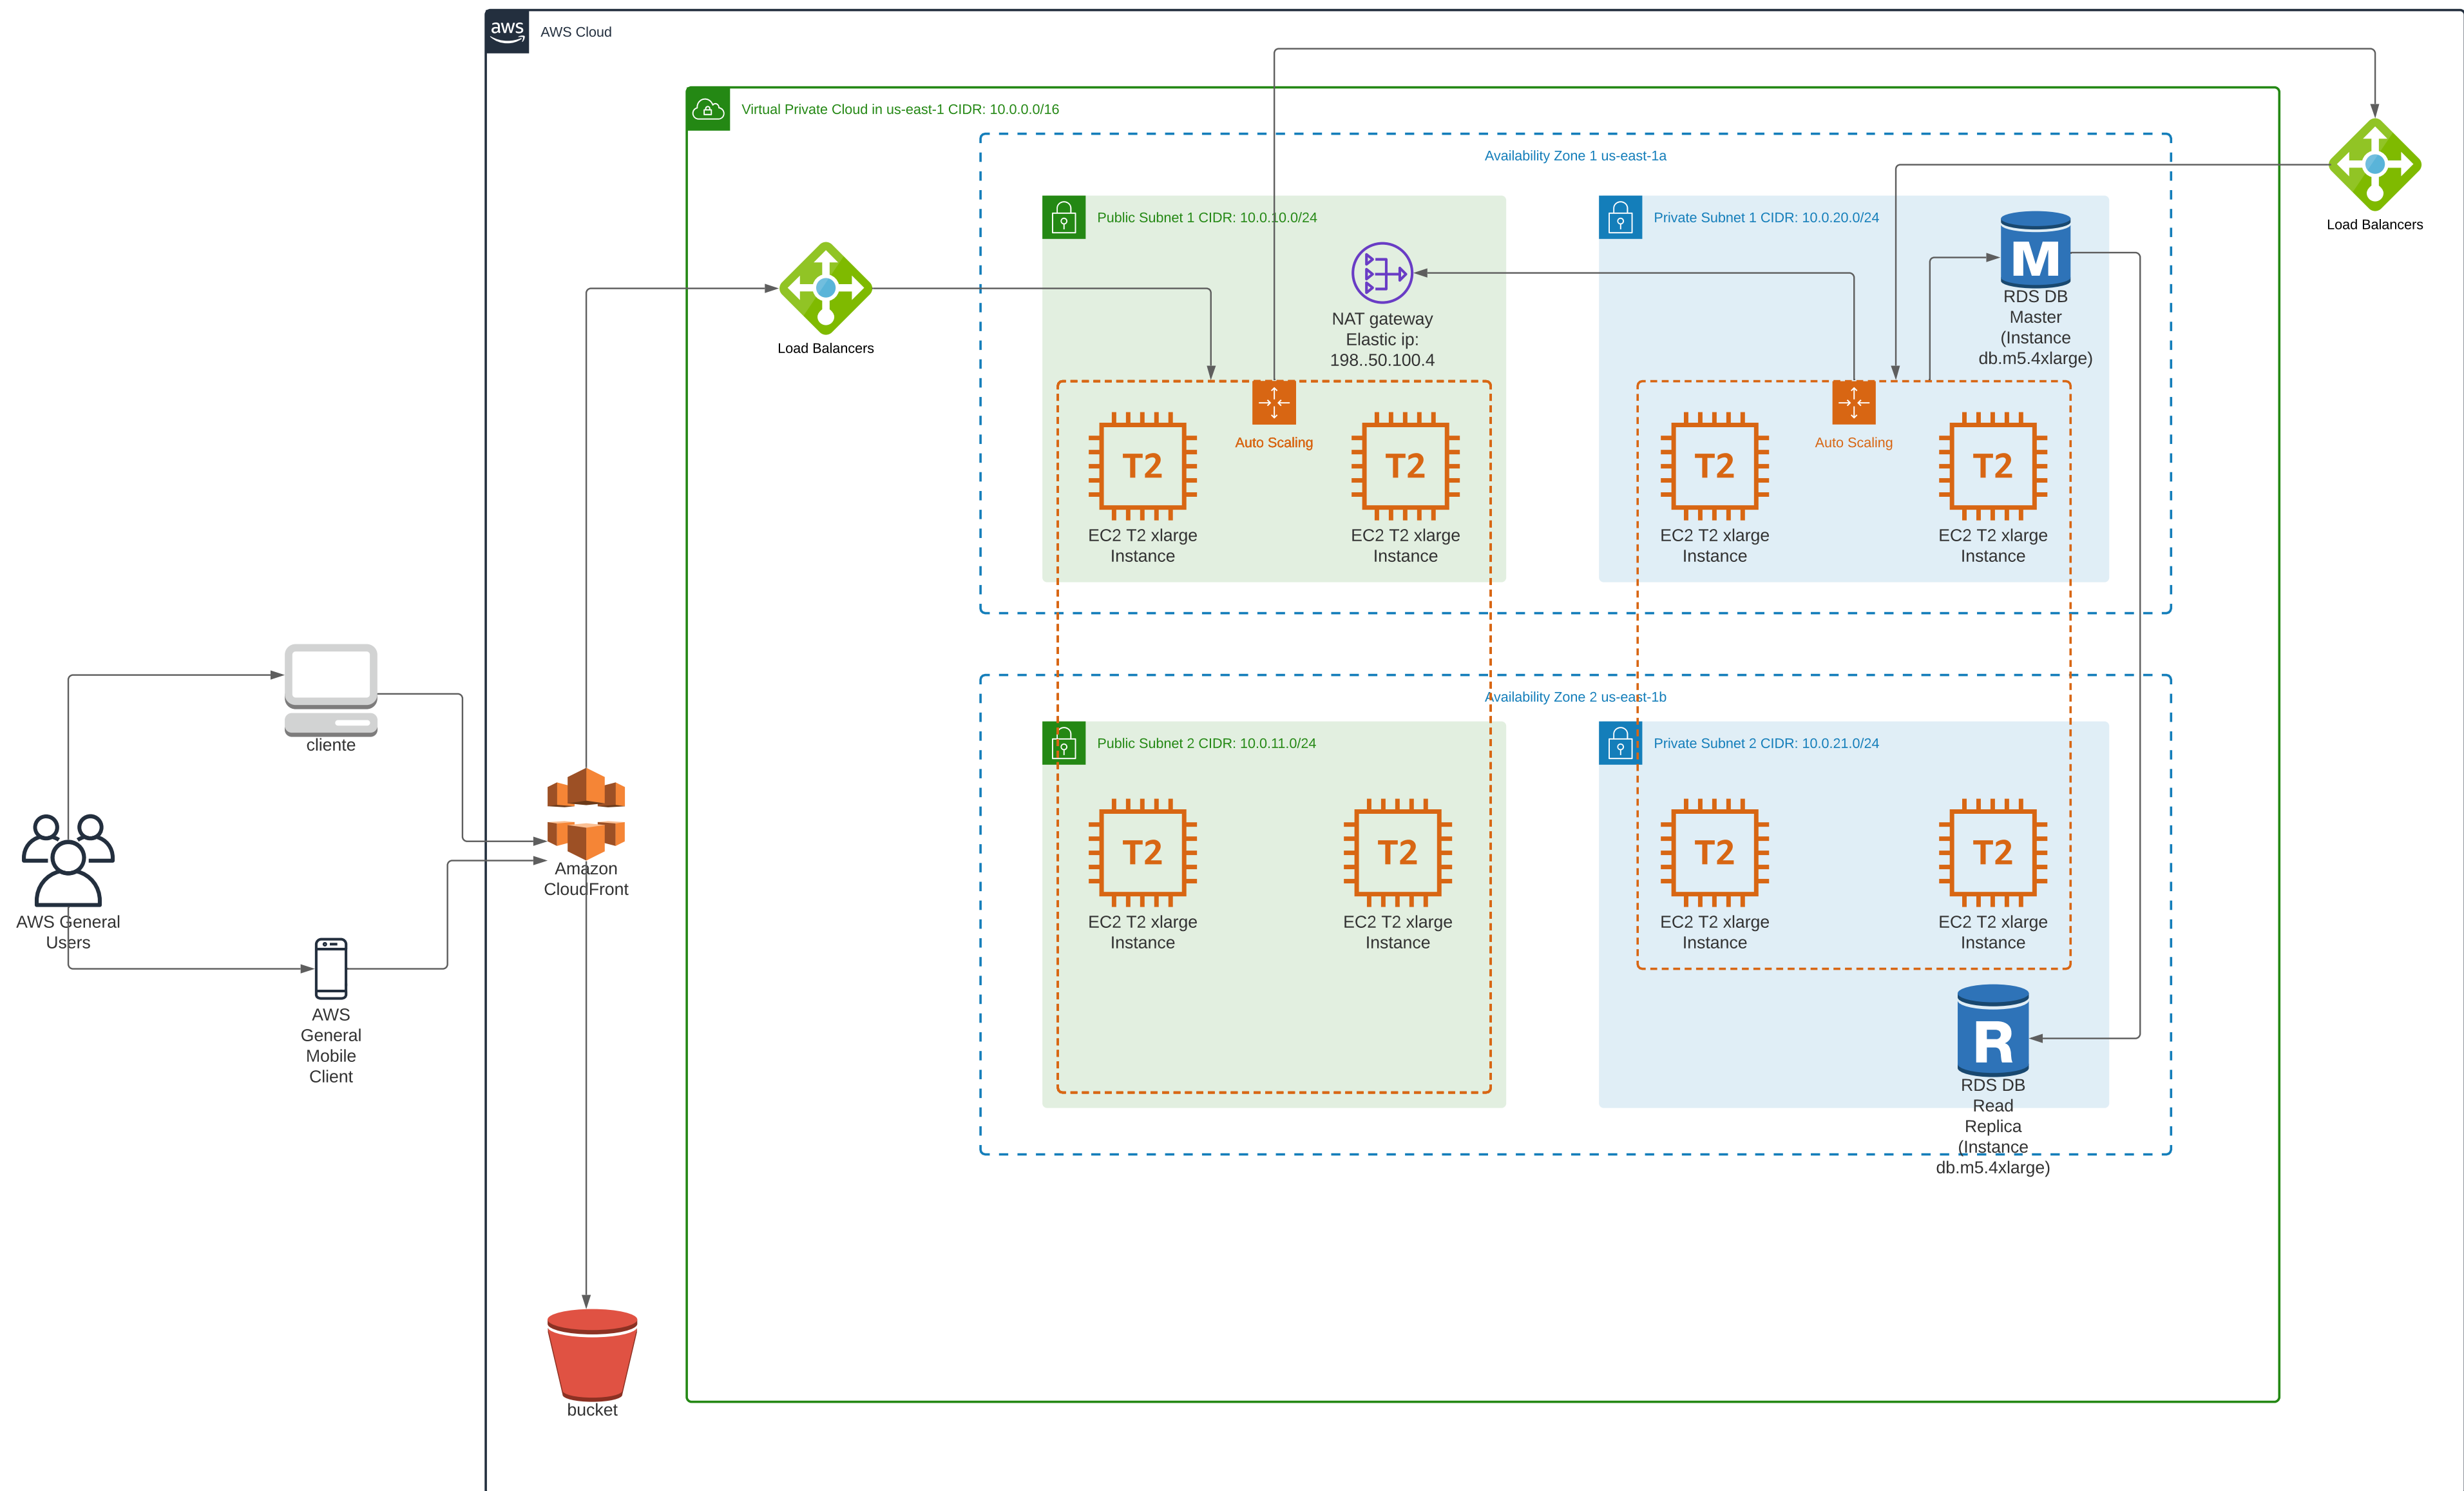 aws
AWS Cloud
Virtual Private Cloud in us-east-1 CIDR: 10.0.0.0/16
Availability Zone 1 us-east-1a
Public Subnet 1 CIDR: 10.0.10.0/24
Private Subnet 1 CIDR: 10.0.20.0/24
Load Balancers
M
RDS DB
Master
(Instance
db.m5.4xlarge)
NAT gateway
Elastic ip:
198..50.100.4
Load Balancers
Auto Scaling
Auto Scaling
T2
T2
T2
T2
EC2 T2 xlarge
Instance
EC2 T2 xlarge
Instance
EC2 T2 xlarge
Instance
EC2 T2 xlarge
Instance
Availability Zone 2 us-east-1b
Public Subnet 2 CIDR: 10.0.11.0/24
Private Subnet 2 CIDR: 10.0.21.0/24
cliente
T2
T2
T2
T2
Amazon
CloudFront
EC2 T2 xlarge
Instance
EC2 T2 xlarge
Instance
EC2 T2 xlarge
Instance
EC2 T2 xlarge
Instance
AWS General
Users
AWS
General
Mobile
Client
R
RDS DB
Read
Replica
(Instance
db.m5.4xlarge)
bucket